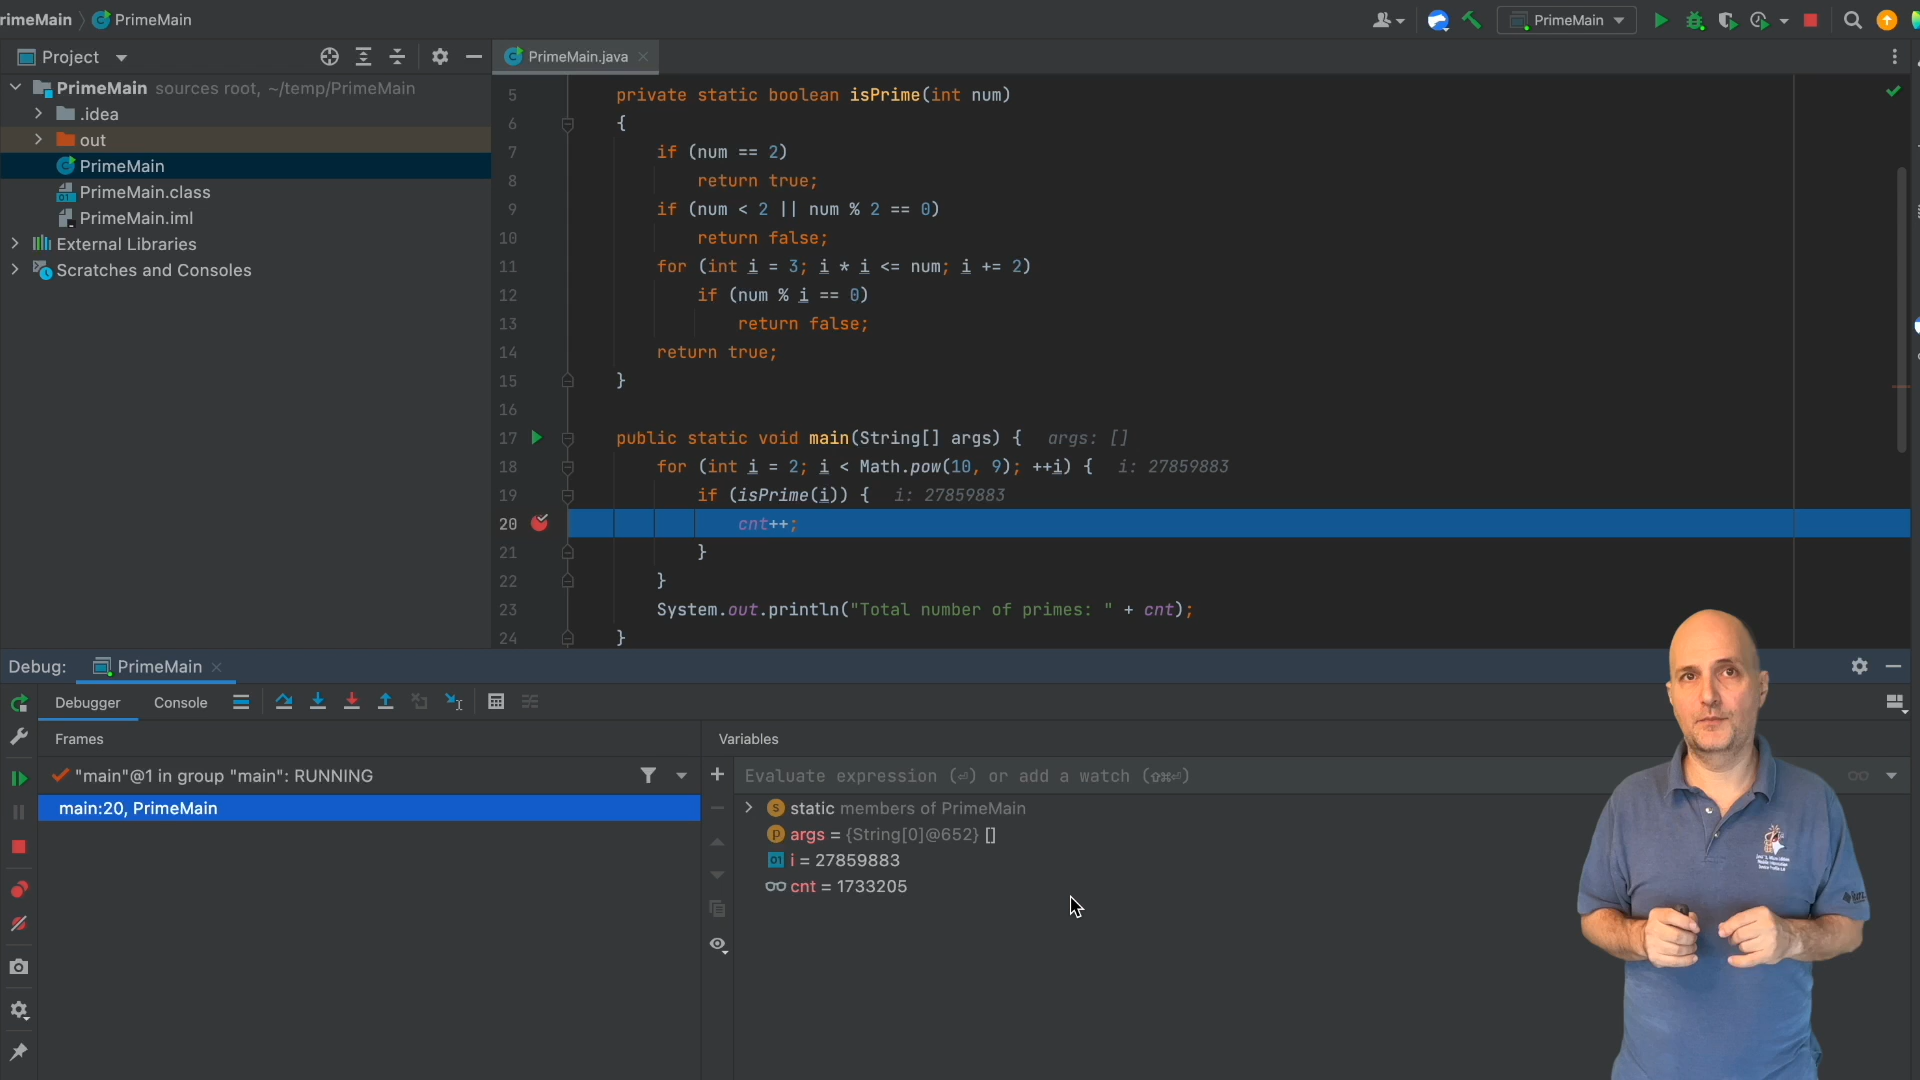 rimeMain PrimeMain
PrimeMain
Project
PrimeMain.java
PrimeMain sources root, ~/temp/PrimeMain
.idea
out
PrimeMain
PrimeMain.class
PrimeMain.iml
External Libraries
Scratches and Consoles
5 private static boolean isPrime(int num)
6 {
7 if (num == 2)
8 return true;
9 if (num < 2 || num % 2 == 0)
10 return false;
11 for (int i = 3; i * i <= num; i += 2)
12 if (num % i == 0)
13 return false;
14 return true;
15 }
16
17 public static void main(String[] args) { args: []
18 for (int i = 2; i < Math.pow(10, 9); ++i) { i: 27859883
19 if (isPrime(i)) { i: 27859883
20 cnt++;
21 }
22 }
23 System.out.println("Total number of primes: " + cnt);
24 }
Debug: PrimeMain
Debugger Console
Frames
Variables
"main"@1 in group "main": RUNNING
main:20, PrimeMain
Evaluate expression (⏎) or add a watch (⇧⌘⏎)
static members of PrimeMain
args = {String[0]@652} []
i = 27859883
cnt = 1733205